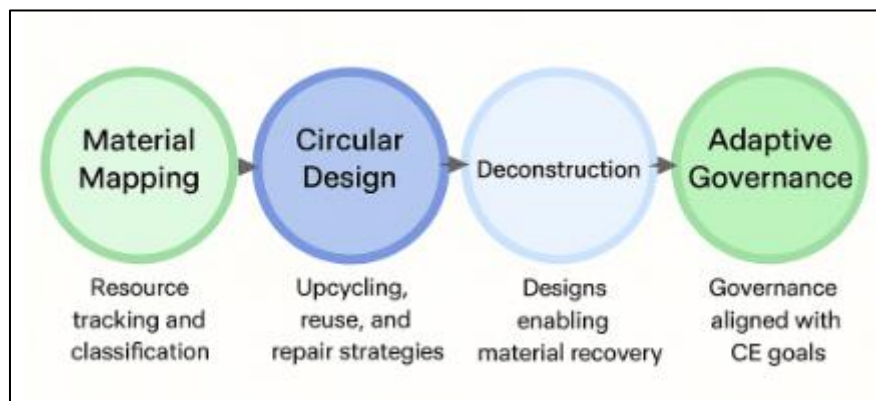 Material
Mapping
Resource
tracking and
classification
Circular
Design
Upcycling,
reuse, and
repair strategies
Deconstruction
Designs
enabling
material recovery
Adaptive
Governance
Governance
aligned with
CE goals